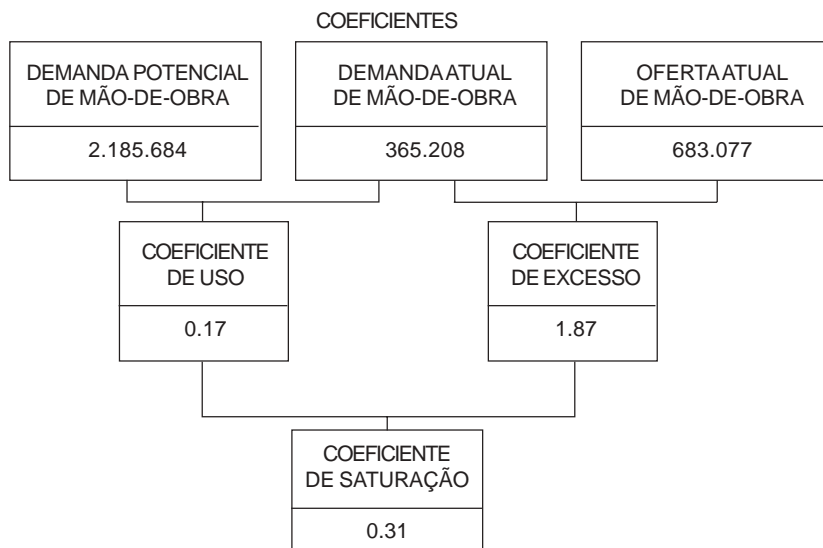 COEFICIENTES
DEMANDA POTENCIAL
DE MÃO-DE-OBRA
2.185.684
DEMANDA ATUAL
DE MÃO-DE-OBRA
365.208
OFERTA ATUAL
DE MÃO-DE-OBRA
683.077
COEFICIENTE
DE USO
0.17
COEFICIENTE
DE EXCESSO
1.87
COEFICIENTE
DE SATURAÇÃO
0.31